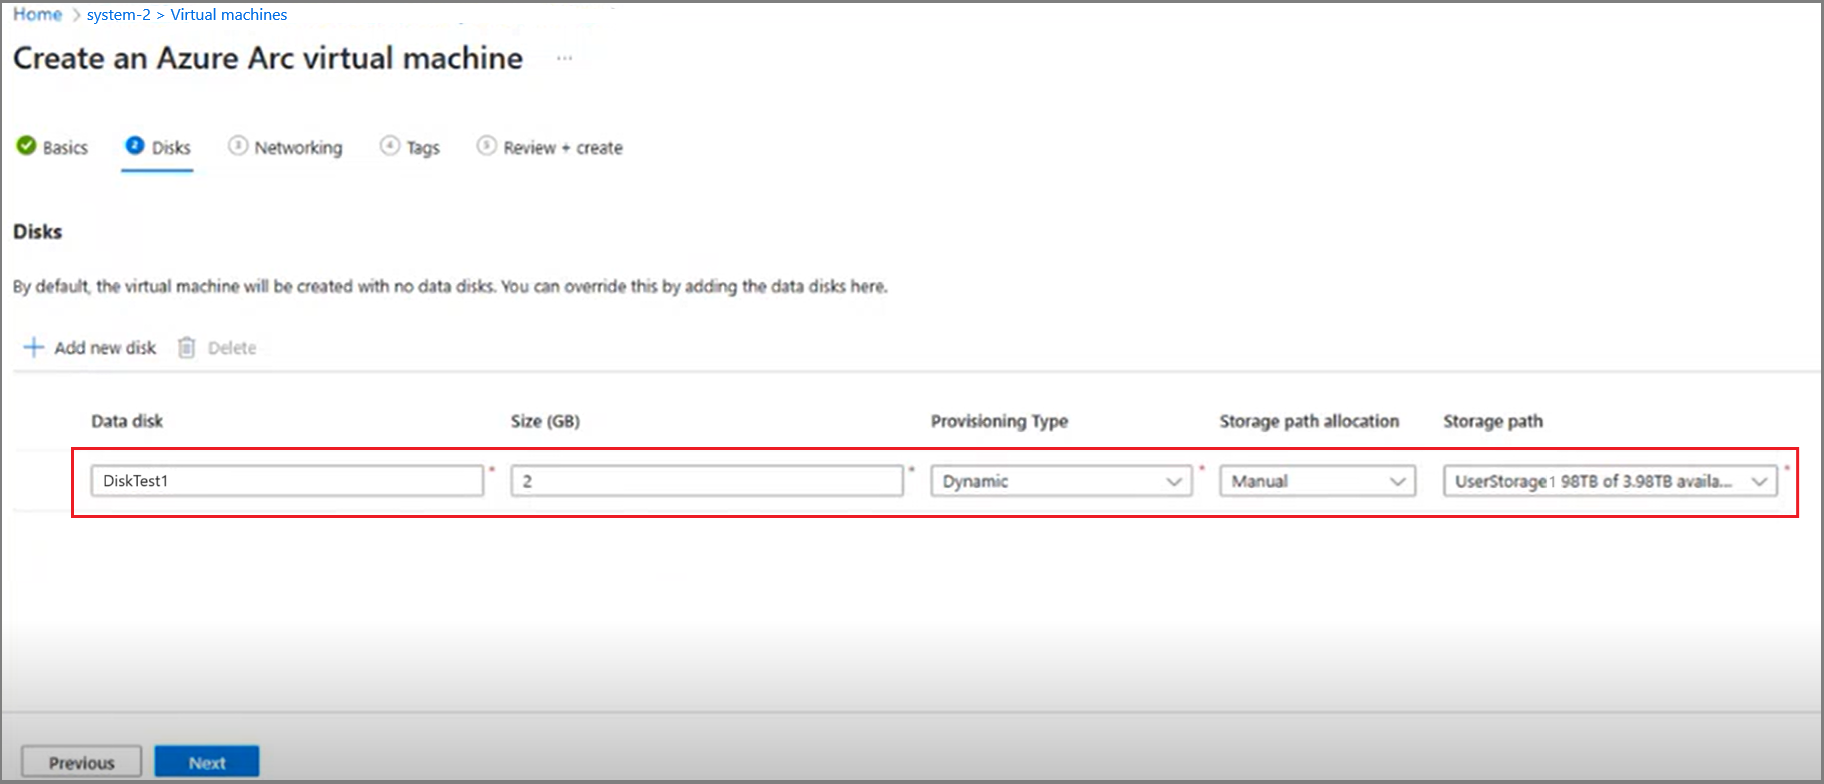 Home > system-2 > Virtual machines
Create an Azure Arc virtual machine ...
Basics 2 Disks 3 Networking 4 Tags 5 Review + create
Disks
By default, the virtual machine will be created with no data disks. You can override this by adding the data disks here.
+ Add new disk Delete
Data disk Size (GB) Provisioning Type Storage path allocation Storage path
DiskTest1 * 2 * Dynamic * Manual UserStorage1 98TB of 3.98TB availa... *
Previous Next